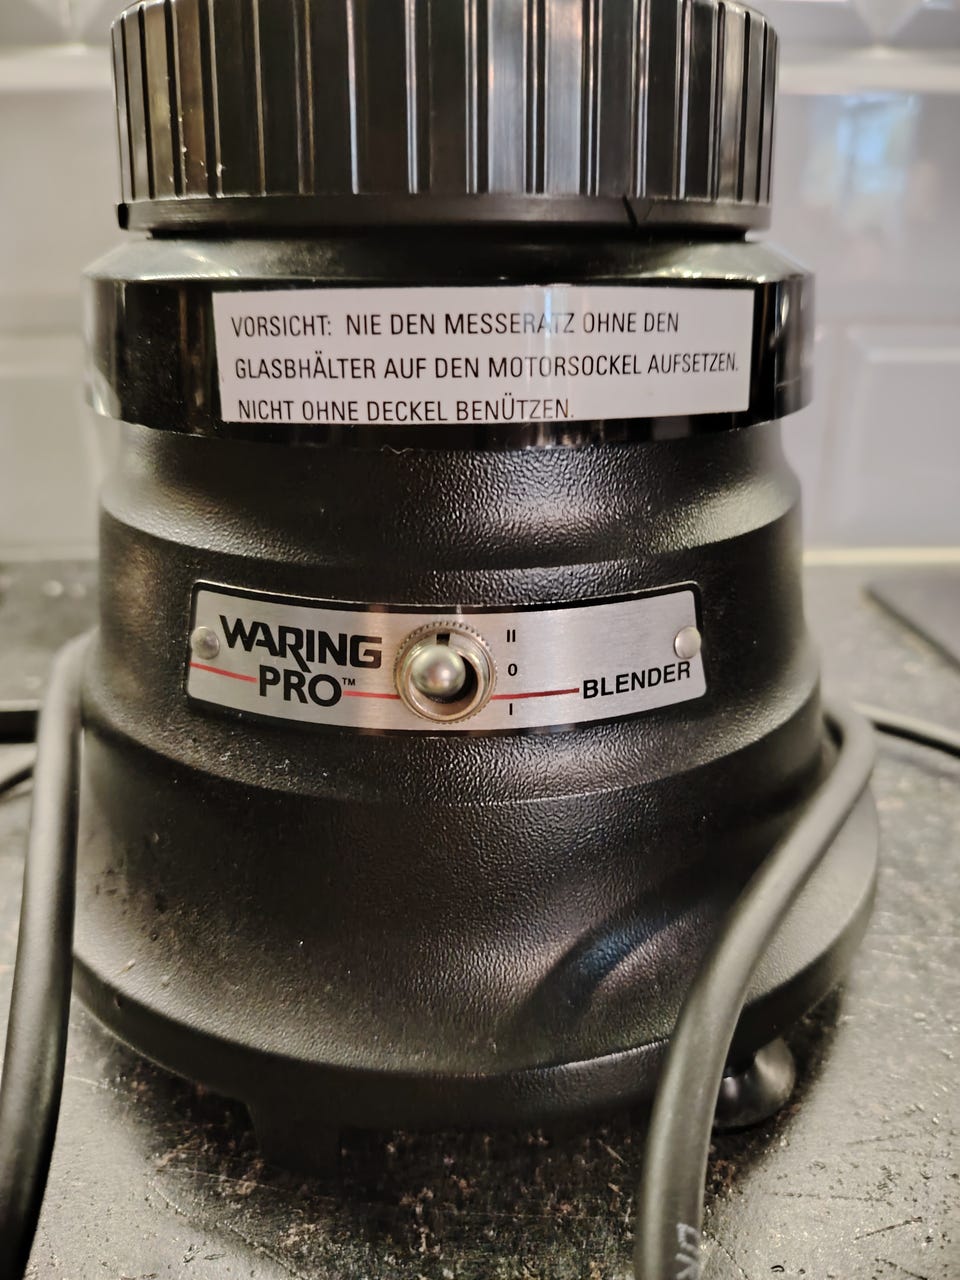 VORSICHT: NIE DEN MESSERATZ OHNE DEN
GLASBHÄLTER AUF DEN MOTORSOCKEL AUFSETZEN.
NICHT OHNE DECKEL BENÜTZEN.
WARING
PRO™
II
0
I
BLENDER